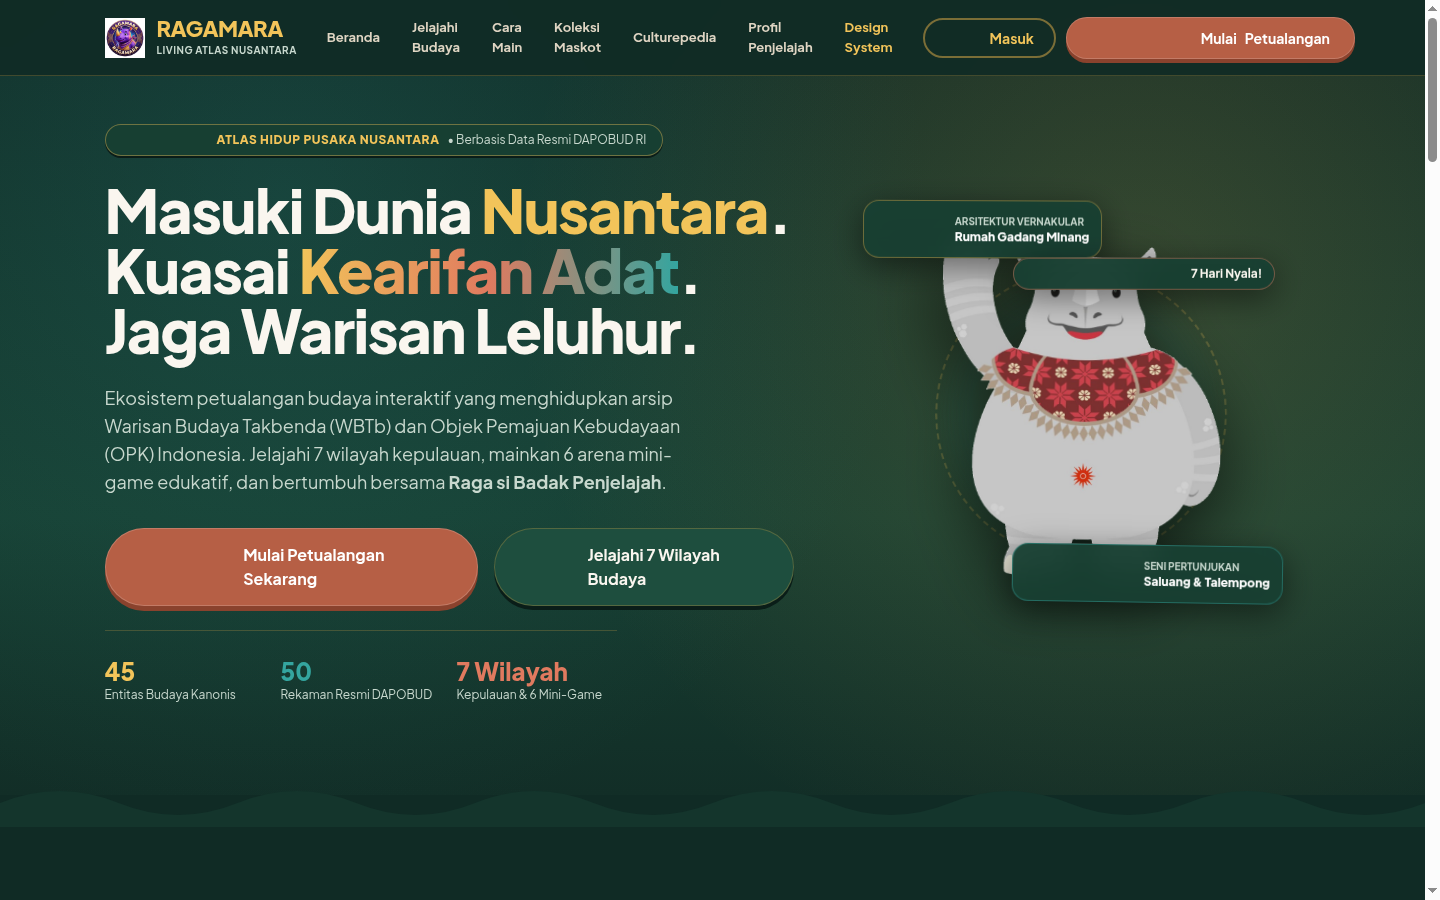 RAGAMARA
LIVING ATLAS NUSANTARA
Beranda
Jelajahi
Budaya
Cara
Main
Koleksi
Maskot
Culturepedia
Profil
Penjelajah
Design
System
Masuk
Mulai Petualangan
ATLAS HIDUP PUSAKA NUSANTARA • Berbasis Data Resmi DAPOBUD RI
Masuki Dunia Nusantara.
Kuasai Kearifan Adat.
Jaga Warisan Leluhur.
Ekosistem petualangan budaya interaktif yang menghidupkan arsip
Warisan Budaya Takbenda (WBTb) dan Objek Pemajuan Kebudayaan
(OPK) Indonesia. Jelajahi 7 wilayah kepulauan, mainkan 6 arena mini-
game edukatif, dan bertumbuh bersama Raga si Badak Penjelajah.
Mulai Petualangan
Sekarang
Jelajahi 7 Wilayah
Budaya
45
Entitas Budaya Kanonis
50
Rekaman Resmi DAPOBUD
7 Wilayah
Kepulauan & 6 Mini-Game
ARSITEKTUR VERNAKULAR
Rumah Gadang Minang
7 Hari Nyala!
SENI PERTUNJUKAN
Saluang & Talempong